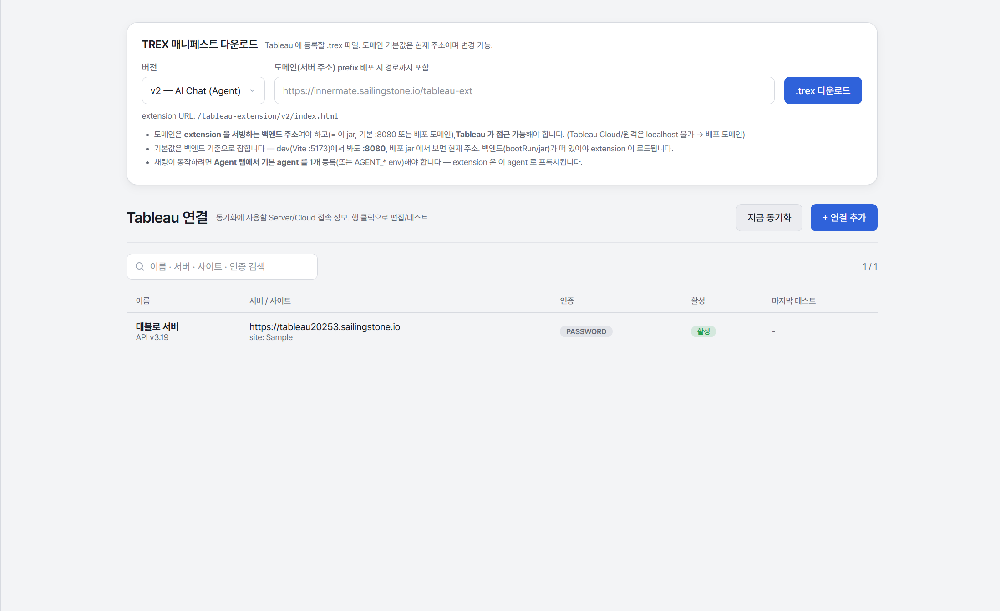 TREX 매니페스트 다운로드 Tableau 에 등록할 .trex 파일. 도메인 기본값은 현재 주소이며 변경 가능.
버전 도메인(서버 주소) prefix 배포 시 경로까지 포함
v2 — AI Chat (Agent) https://innermate.sailingstone.io/tableau-ext .trex 다운로드
extension URL: /tableau-extension/v2/index.html
• 도메인은 extension 을 서빙하는 백엔드 주소여야 하고(= 이 jar, 기본 :8080 또는 배포 도메인),Tableau 가 접근 가능해야 합니다. (Tableau Cloud/원격은 localhost 불가 → 배포 도메인)
• 기본값은 백엔드 기준으로 잡힙니다 — dev(Vite :5173)에서 봐도 :8080, 배포 jar 에서 보면 현재 주소. 백엔드(bootRun/jar)가 떠 있어야 extension 이 로드됩니다.
• 채팅이 동작하려면 Agent 탭에서 기본 agent 를 1개 등록(또는 AGENT_* env)해야 합니다 — extension 은 이 agent 로 프록시됩니다.
Tableau 연결 동기화에 사용할 Server/Cloud 접속 정보. 행 클릭으로 편집/테스트. 지금 동기화 + 연결 추가
이름 · 서버 · 사이트 · 인증 검색 1 / 1
이름 서버 / 사이트 인증 활성 마지막 테스트
태블로 서버 https://tableau20253.sailingstone.io PASSWORD 활성 -
API v3.19 site: Sample